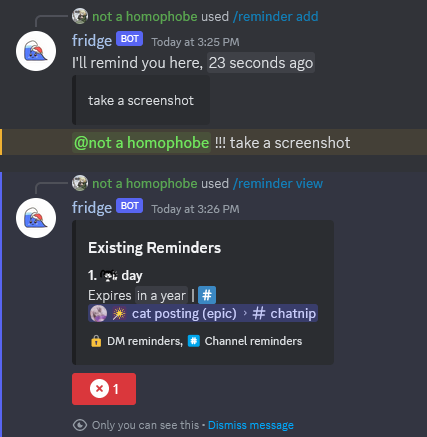 not a homophobe used /reminder add
fridge BOT Today at 3:25 PM
I'll remind you here, 23 seconds ago
take a screenshot
@not a homophobe !!! take a screenshot
not a homophobe used /reminder view
fridge BOT Today at 3:26 PM
Existing Reminders
1. day
Expires in a year | #
cat posting (epic) › # chatnip
DM reminders, # Channel reminders
1
Only you can see this • Dismiss message